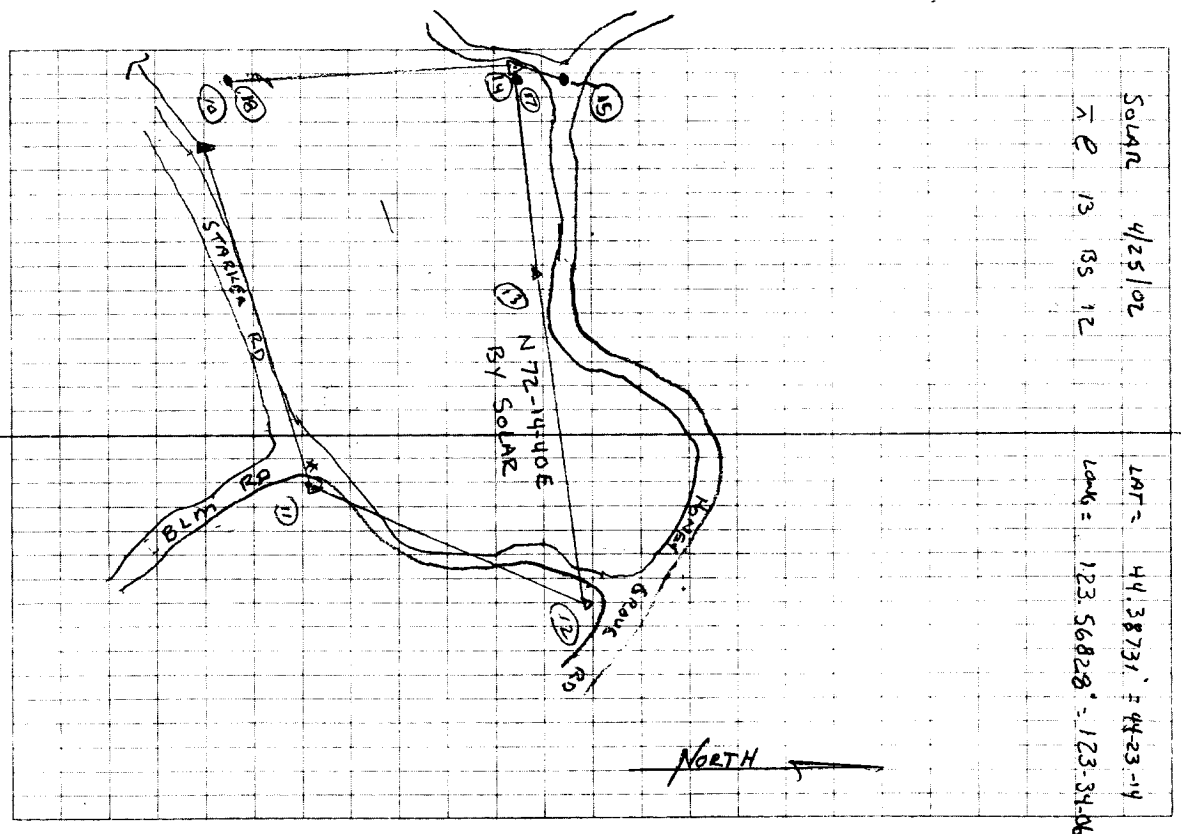 SOLAR 4/25/02
⊼ @ 13 BS 12
LAT = 44.38731° = 44-23-14
LONG = 123.56828° = 123-34-06
15
14
17
10
18
13
N 72-14-40 E
BY SOLAR
STARKER RD
BLM RD
11
12
HONEY GROVE RD
NORTH